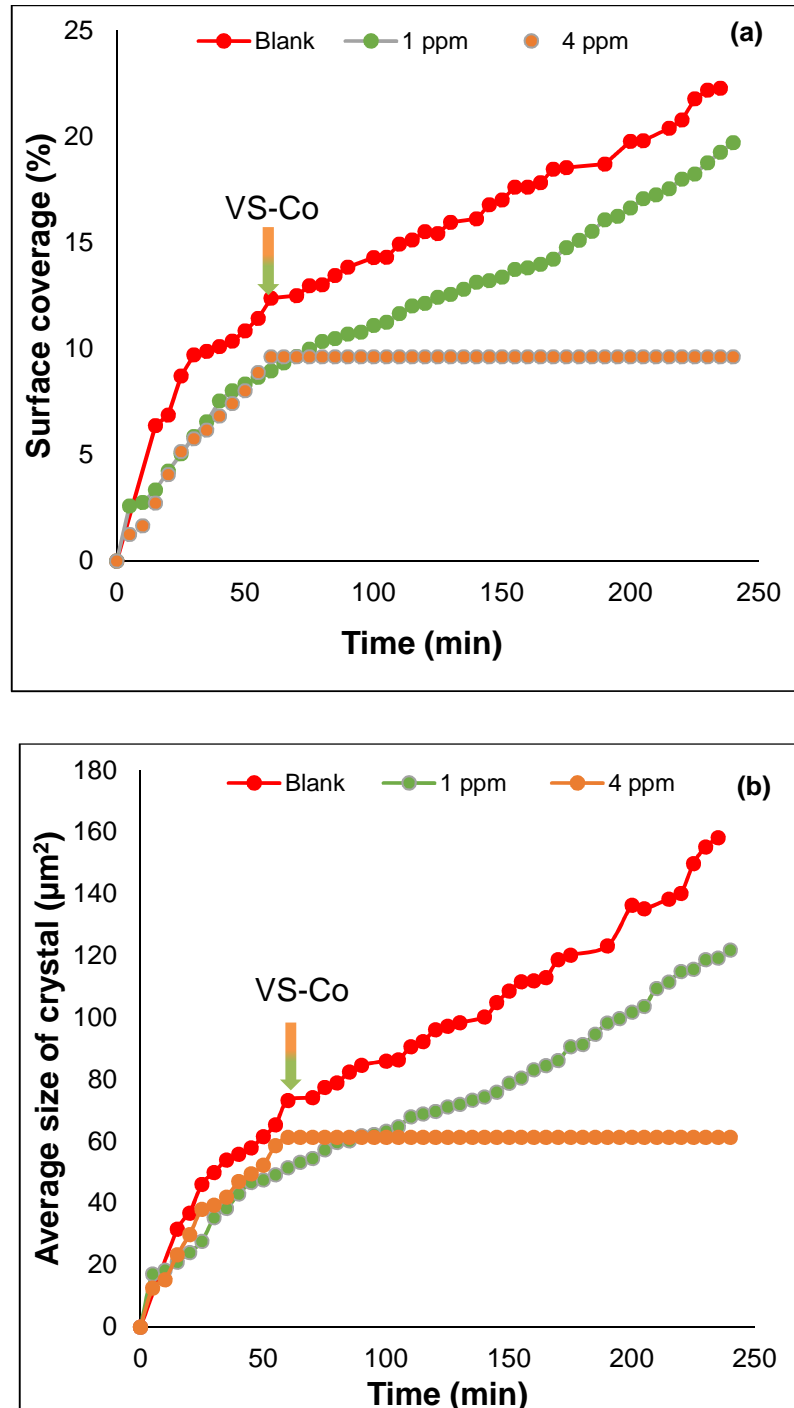 (a)
Blank 1 ppm 4 ppm
25
20
15
10
5
0
Surface coverage (%)
VS-Co
0 50 100 150 200 250
Time (min)
(b)
Blank 1 ppm 4 ppm
180
160
140
120
100
80
60
40
20
0
Average size of crystal (µm²)
VS-Co
0 50 100 150 200 250
Time (min)